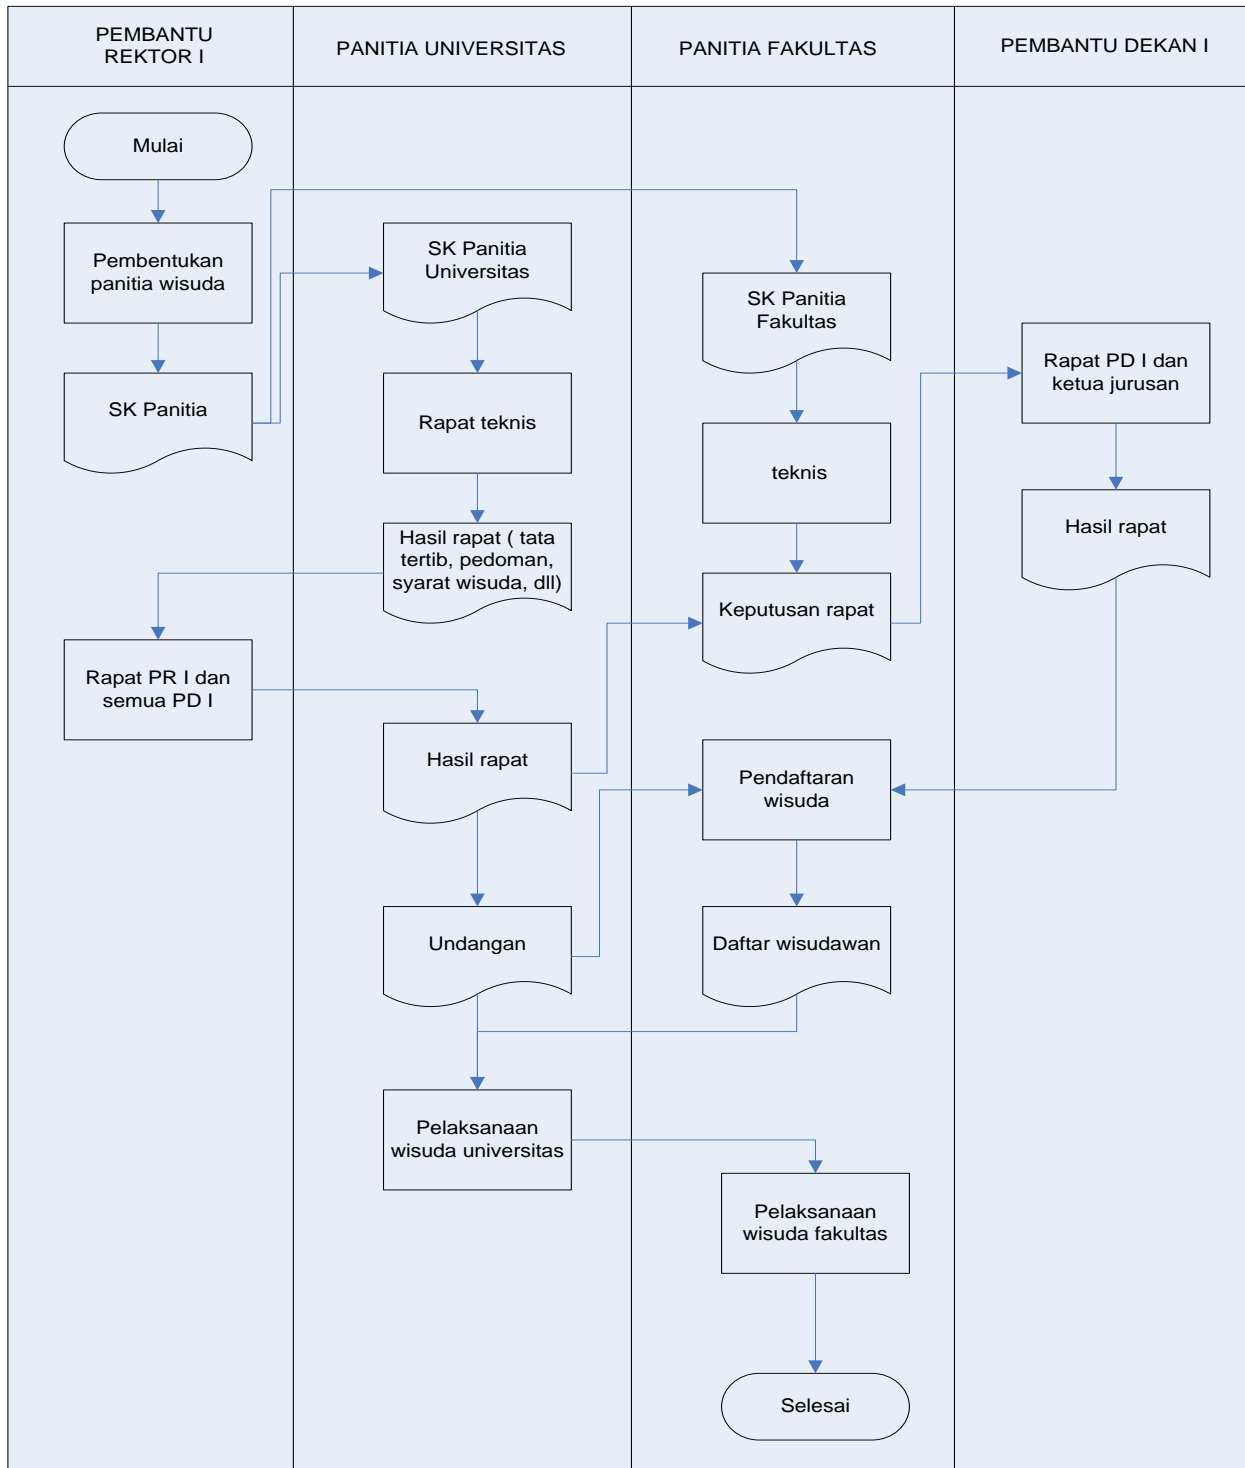 PEMBANTU
REKTOR I
PANITIA UNIVERSITAS
PANITIA FAKULTAS
PEMBANTU DEKAN I
Mulai
Pembentukan
panitia wisuda
SK Panitia
Rapat PR I dan
semua PD I
SK Panitia
Universitas
Rapat teknis
Hasil rapat ( tata
tertib, pedoman,
syarat wisuda, dll)
Hasil rapat
Undangan
Pelaksanaan
wisuda universitas
SK Panitia
Fakultas
teknis
Keputusan rapat
Pendaftaran
wisuda
Daftar wisudawan
Pelaksanaan
wisuda fakultas
Selesai
Rapat PD I dan
ketua jurusan
Hasil rapat